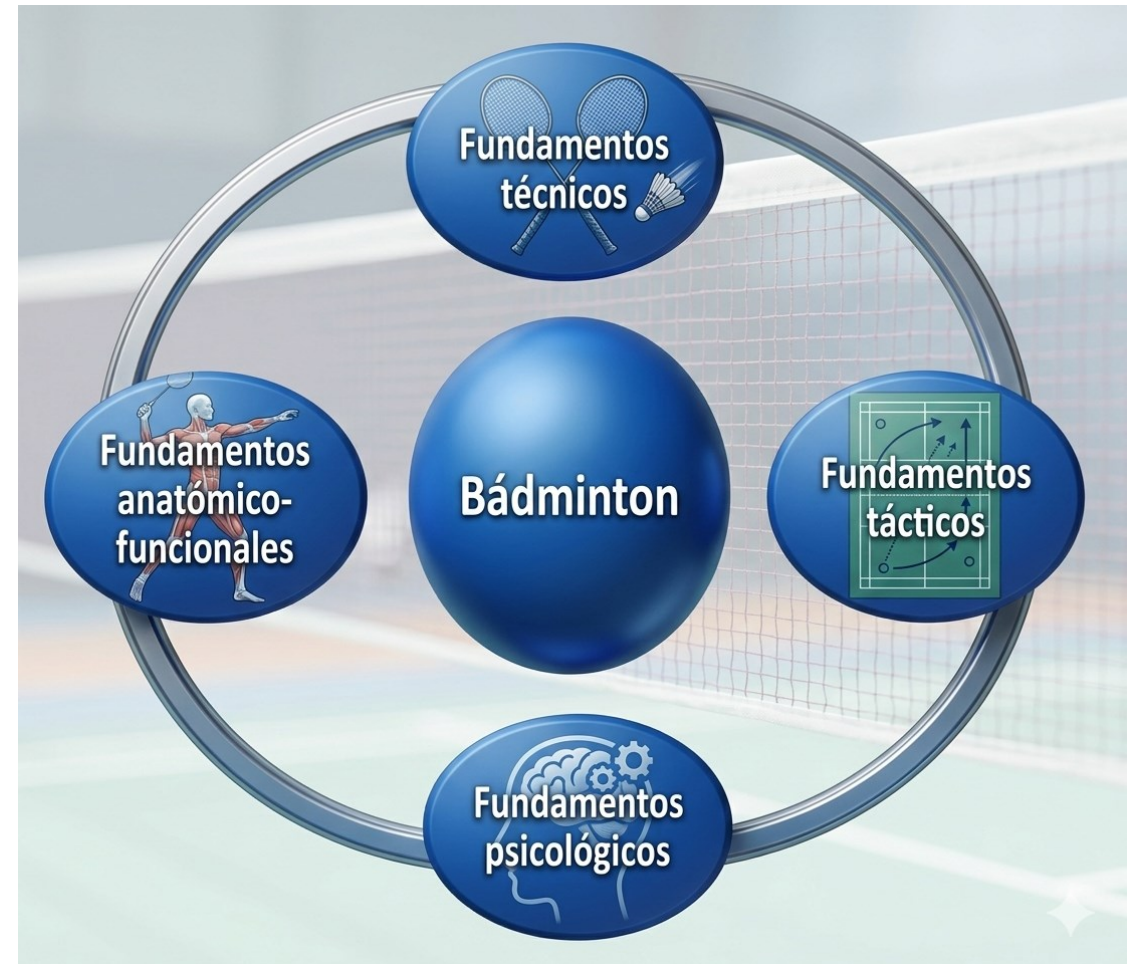 Fundamentos
técnicos
Fundamentos
anatómico-
funcionales
Bádminton
Fundamentos
tácticos
Fundamentos
psicológicos